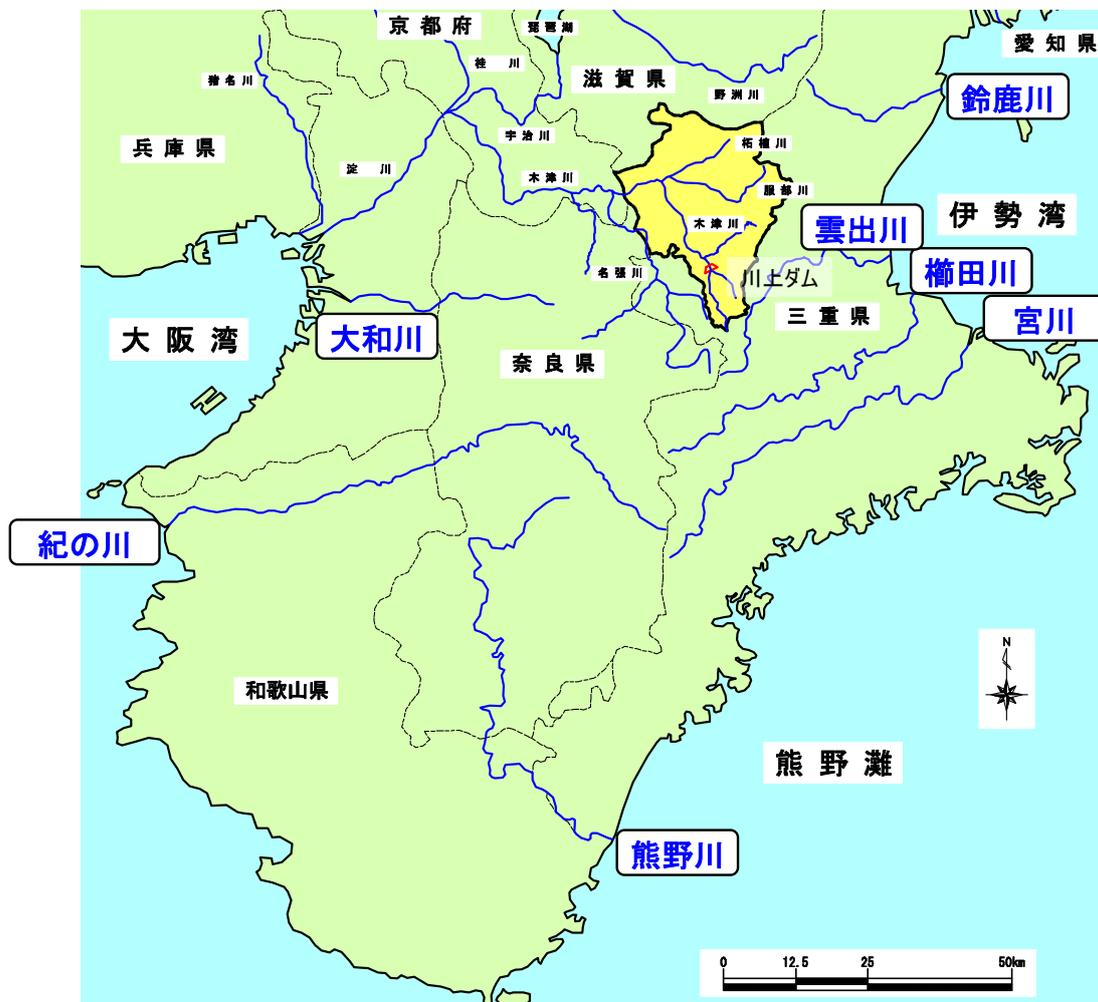 京都府
琵琶湖
愛知県
桂川
滋賀県
猪名川
野洲川
鈴鹿川
宇治川
柘植川
兵庫県
淀川
木津川
服部川
伊勢湾
木津川
雲出川
名張川
川上ダム
櫛田川
三重県
宮川
大阪湾
大和川
奈良県
紀の川
N
和歌山県
熊野灘
熊野川
0 12.5 25 50km